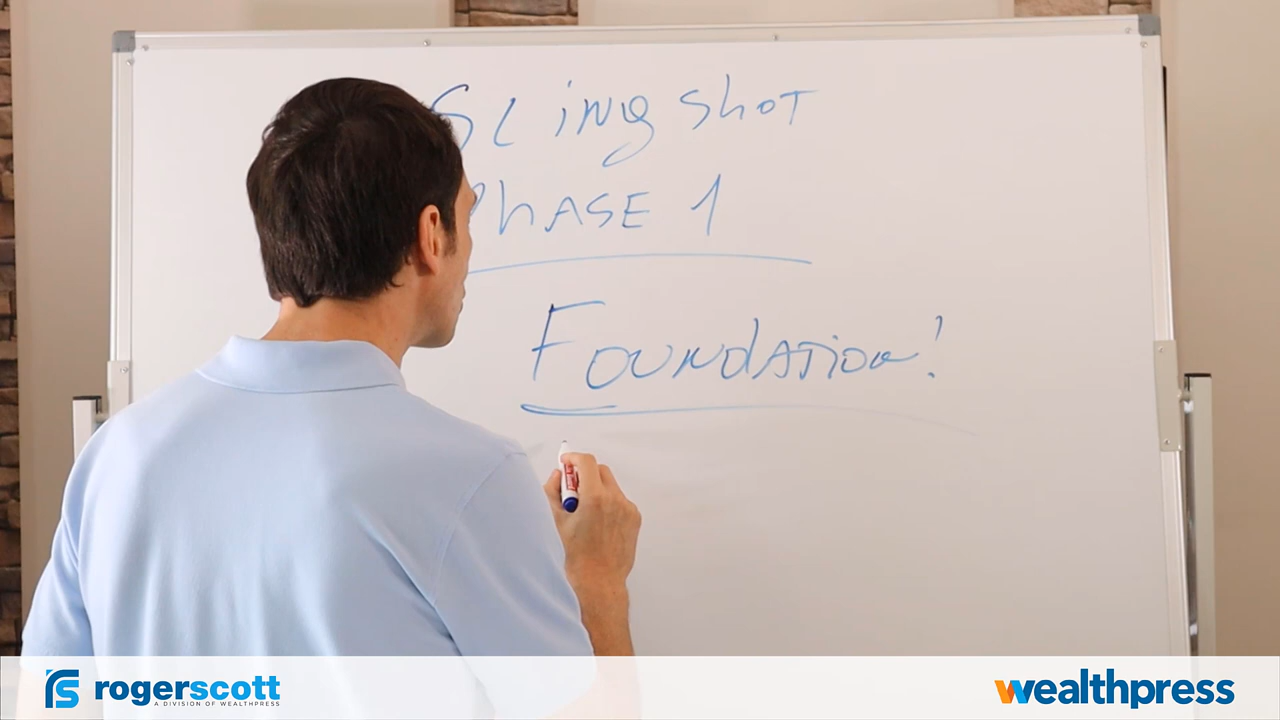 Slingshot
Phase 1
Foundation!
rogerscott
A DIVISION OF WEALTHPRESS
wealthpress